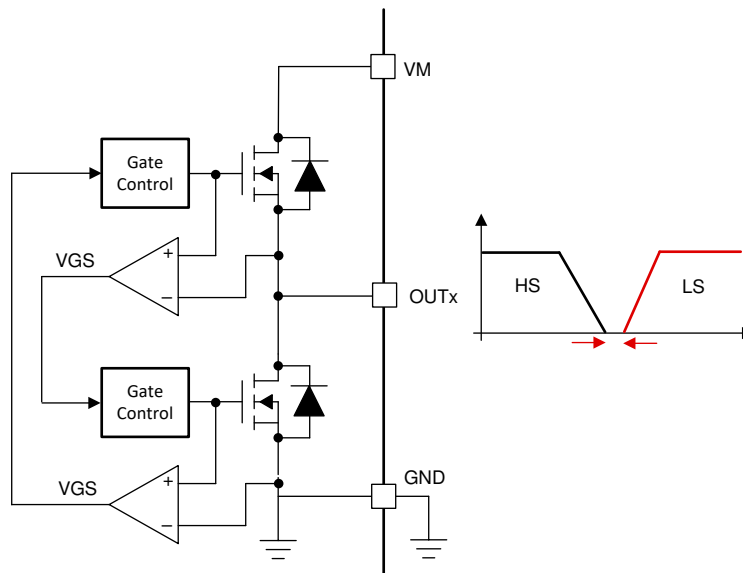 VM
Gate
Control
+
VGS
−
OUTx
HS
LS
Gate
Control
GND
+
VGS
−